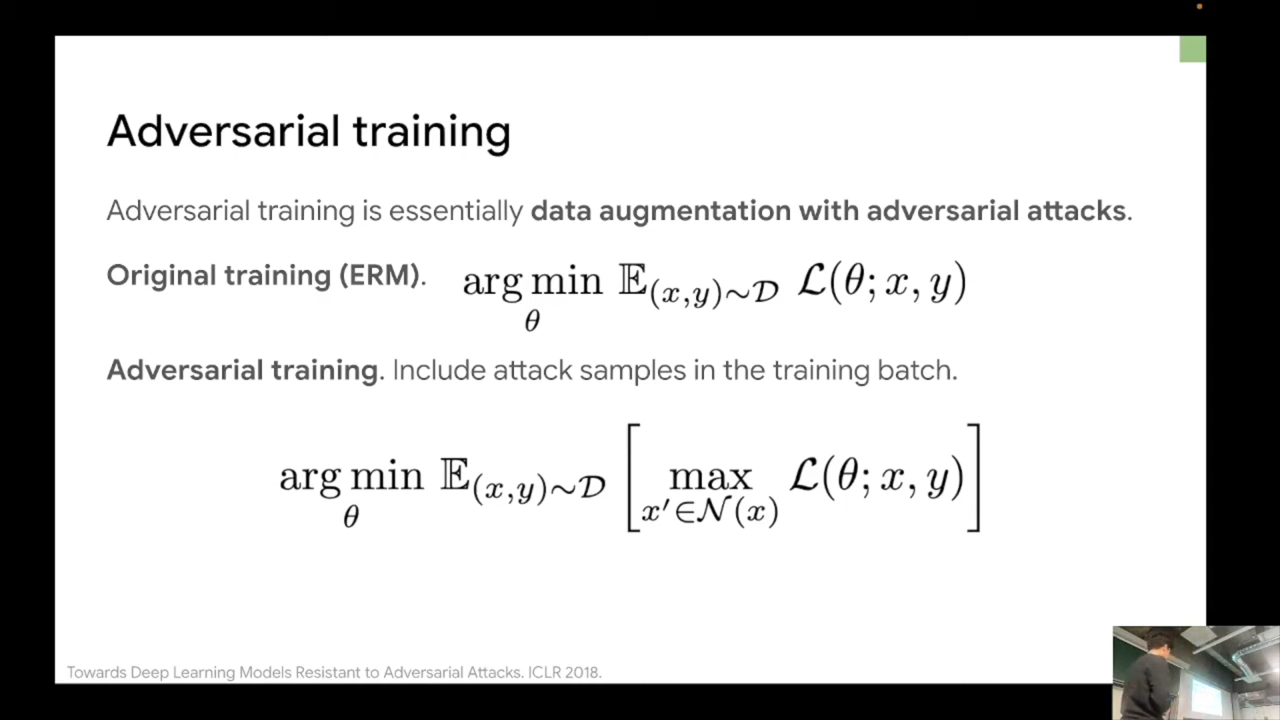 Adversarial training
Adversarial training is essentially data augmentation with adversarial attacks.
Original training (ERM). arg min_θ 𝔼_{(x,y)∼𝒟} ℒ(θ; x, y)
Adversarial training. Include attack samples in the training batch.
arg min_θ 𝔼_{(x,y)∼𝒟} [ max_{x′∈𝒩(x)} ℒ(θ; x, y) ]
Towards Deep Learning Models Resistant to Adversarial Attacks. ICLR 2018.